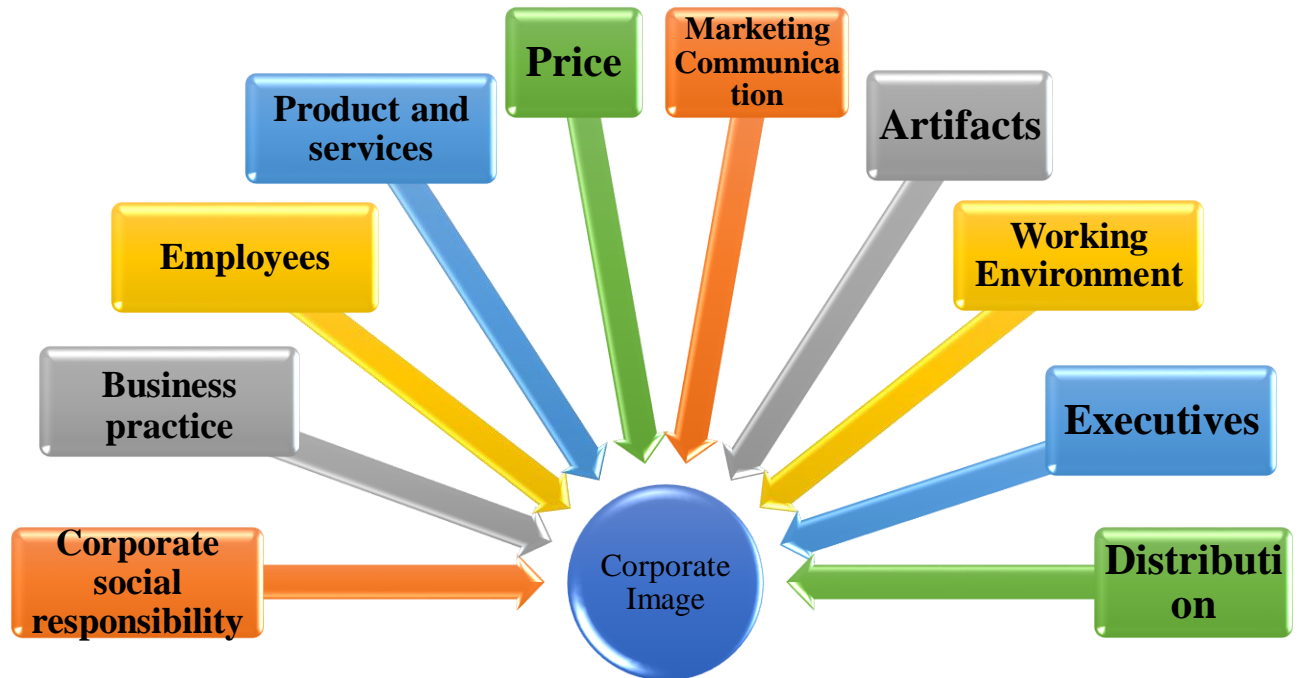 Price
Marketing
Communica
tion
Product and
services
Artifacts
Employees
Working
Environment
Business
practice
Executives
Corporate
social
responsibility
Distributi
on
Corporate
Image